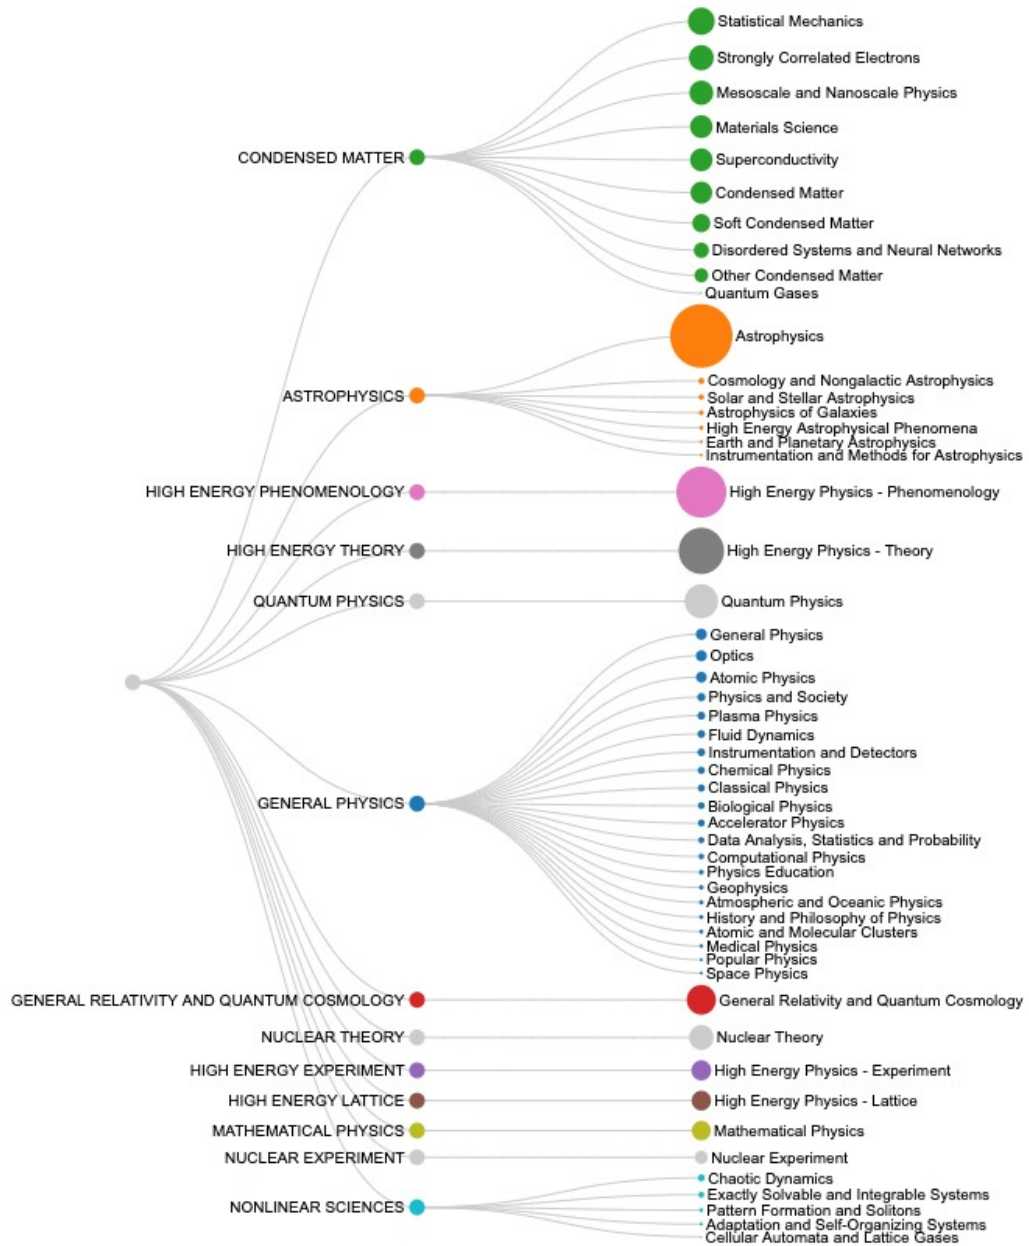 Statistical Mechanics
Strongly Correlated Electrons
Mesoscale and Nanoscale Physics
Materials Science
CONDENSED MATTER
Superconductivity
Condensed Matter
Soft Condensed Matter
Disordered Systems and Neural Networks
Other Condensed Matter
Quantum Gases
Astrophysics
Cosmology and Nongalactic Astrophysics
ASTROPHYSICS
Solar and Stellar Astrophysics
Astrophysics of Galaxies
High Energy Astrophysical Phenomena
Earth and Planetary Astrophysics
Instrumentation and Methods for Astrophysics
HIGH ENERGY PHENOMENOLOGY
High Energy Physics - Phenomenology
HIGH ENERGY THEORY
High Energy Physics - Theory
QUANTUM PHYSICS
Quantum Physics
General Physics
Optics
Atomic Physics
Physics and Society
Plasma Physics
Fluid Dynamics
Instrumentation and Detectors
Chemical Physics
Classical Physics
GENERAL PHYSICS
Biological Physics
Accelerator Physics
Data Analysis, Statistics and Probability
Computational Physics
Physics Education
Geophysics
Atmospheric and Oceanic Physics
History and Philosophy of Physics
Atomic and Molecular Clusters
Medical Physics
Popular Physics
Space Physics
GENERAL RELATIVITY AND QUANTUM COSMOLOGY
General Relativity and Quantum Cosmology
NUCLEAR THEORY
Nuclear Theory
HIGH ENERGY EXPERIMENT
High Energy Physics - Experiment
HIGH ENERGY LATTICE
High Energy Physics - Lattice
MATHEMATICAL PHYSICS
Mathematical Physics
NUCLEAR EXPERIMENT
Nuclear Experiment
Chaotic Dynamics
Exactly Solvable and Integrable Systems
NONLINEAR SCIENCES
Pattern Formation and Solitons
Adaptation and Self-Organizing Systems
Cellular Automata and Lattice Gases